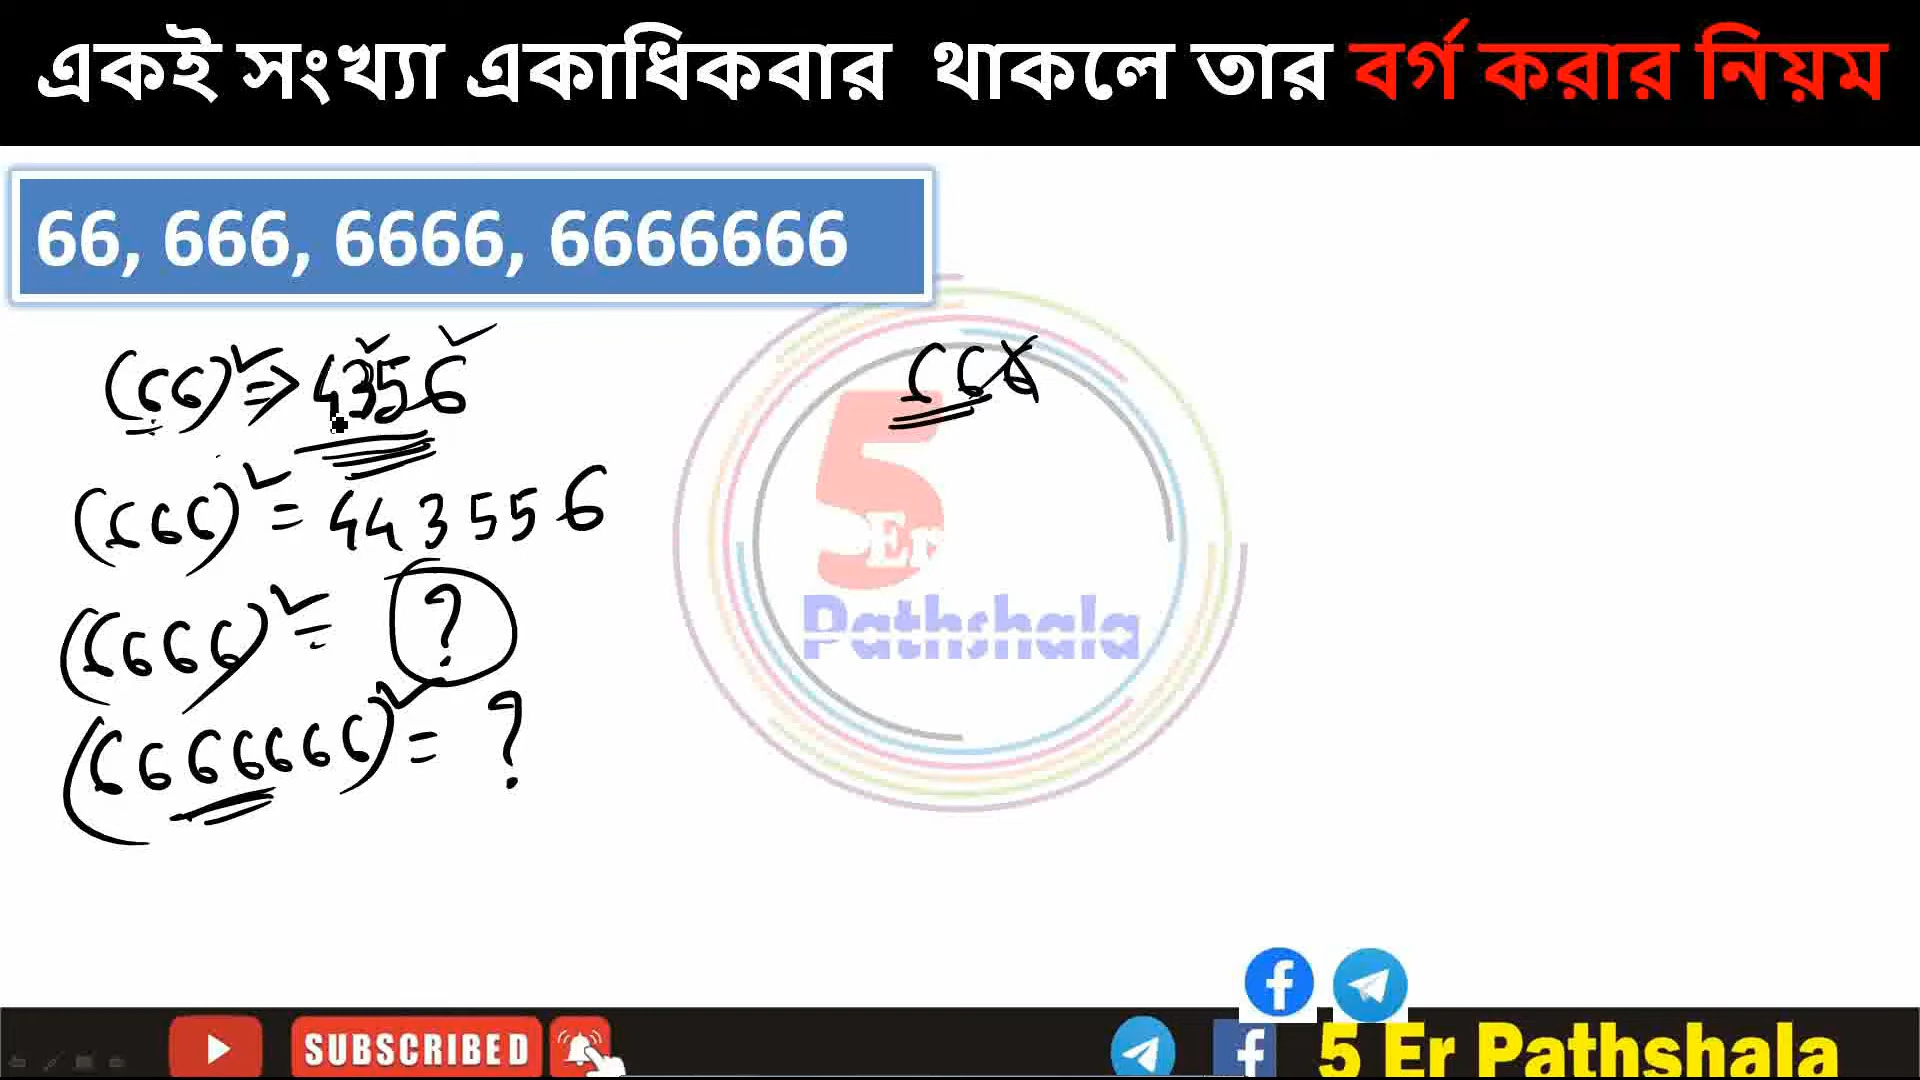 একই সংখ্যা একাধিকবার থাকলে তার বর্গ করার নিয়ম
66, 666, 6666, 6666666
(66)² => 4356
666
(666)² = 443556
(6666)² = ?
(6666666)² = ?
5
Er
Pathshala
SUBSCRIBED
5 Er Pathshala